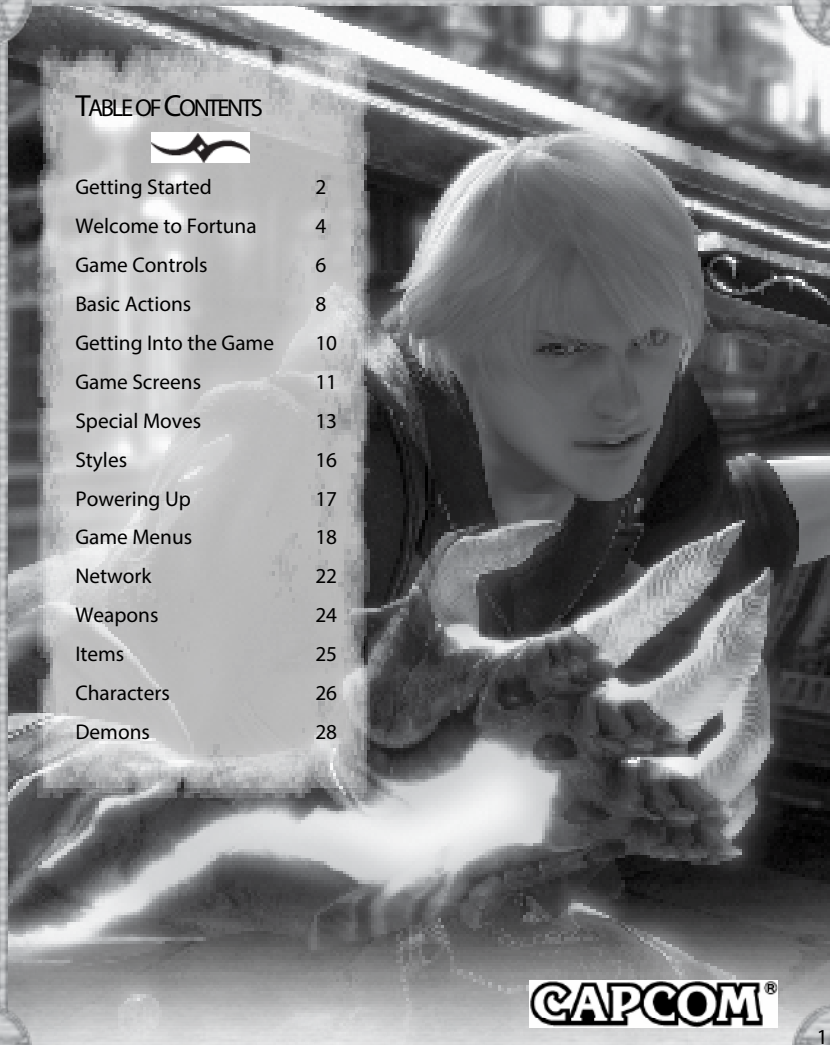 TABLE OF CONTENTS
Getting Started 2
Welcome to Fortuna 4
Game Controls 6
Basic Actions 8
Getting Into the Game 10
Game Screens 11
Special Moves 13
Styles 16
Powering Up 17
Game Menus 18
Network 22
Weapons 24
Items 25
Characters 26
Demons 28
CAPCOM®
1